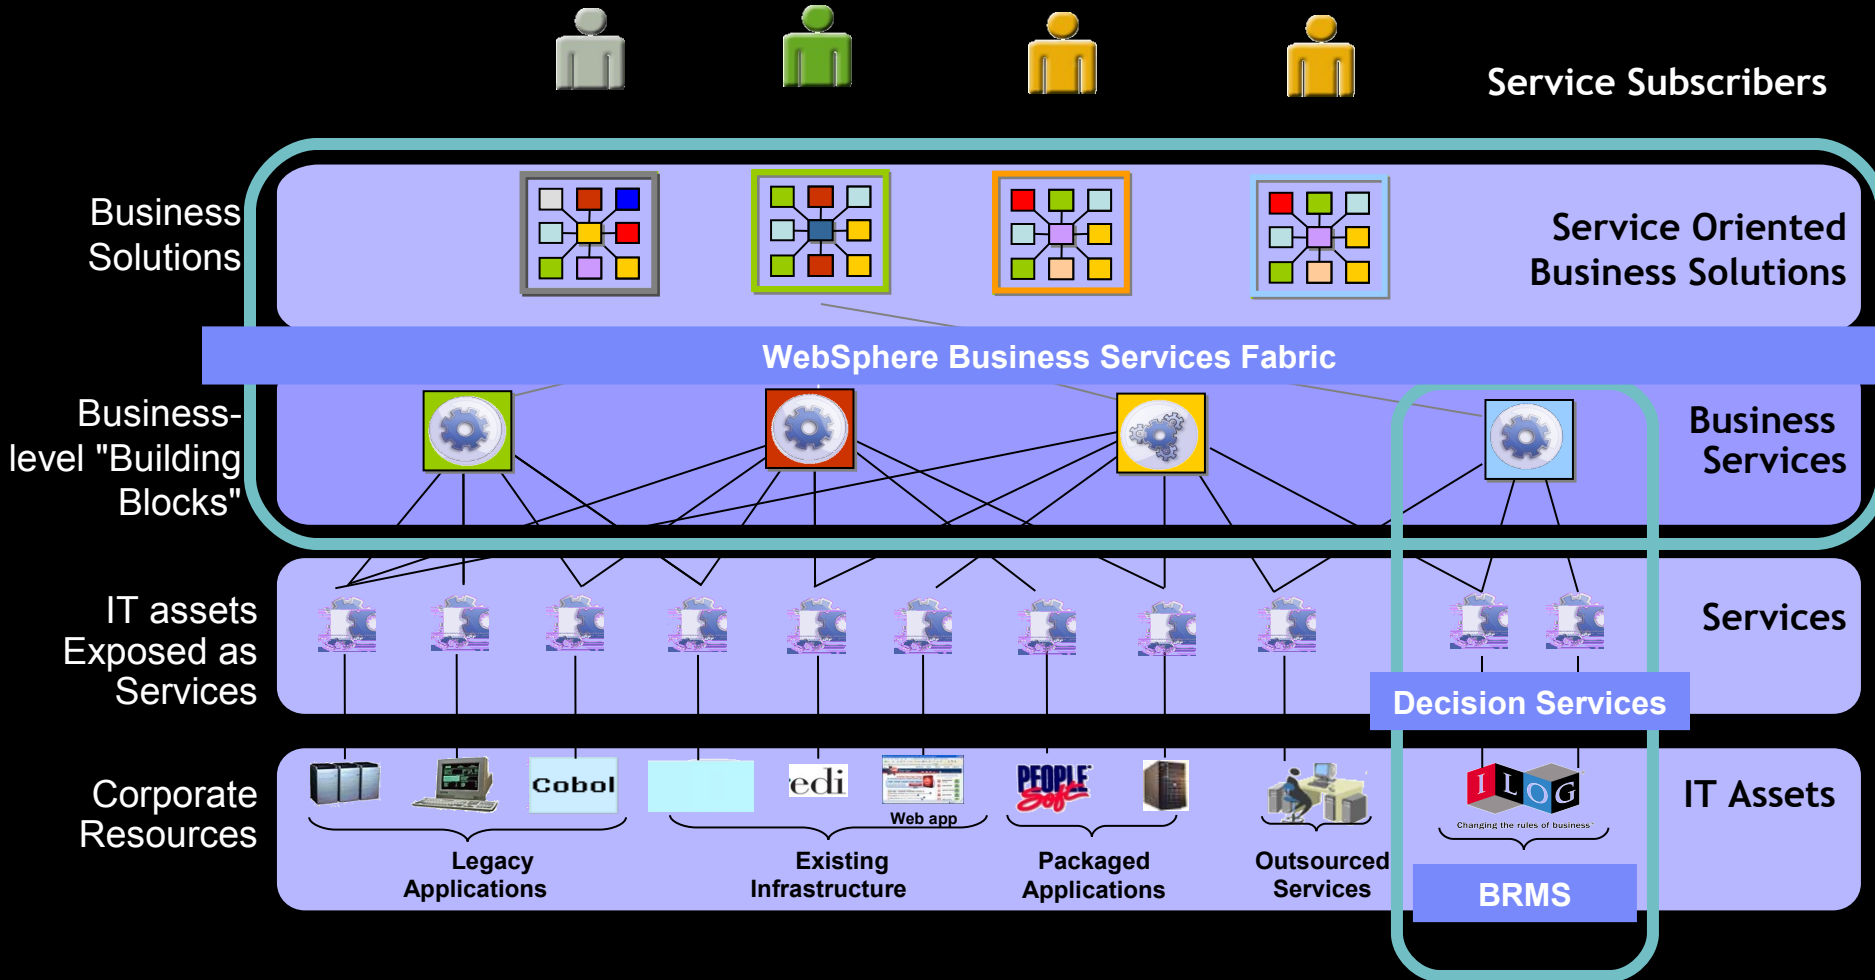 Service Subscribers
Business
Solutions
Service Oriented
Business Solutions
WebSphere Business Services Fabric
Business-
level "Building
Blocks"
Business
Services
IT assets
Exposed as
Services
Services
Decision Services
Corporate
Resources
Cobol
edi
Web app
PEOPLE
Soft
ILOG
Changing the rules of business
IT Assets
Legacy
Applications
Existing
Infrastructure
Packaged
Applications
Outsourced
Services
BRMS